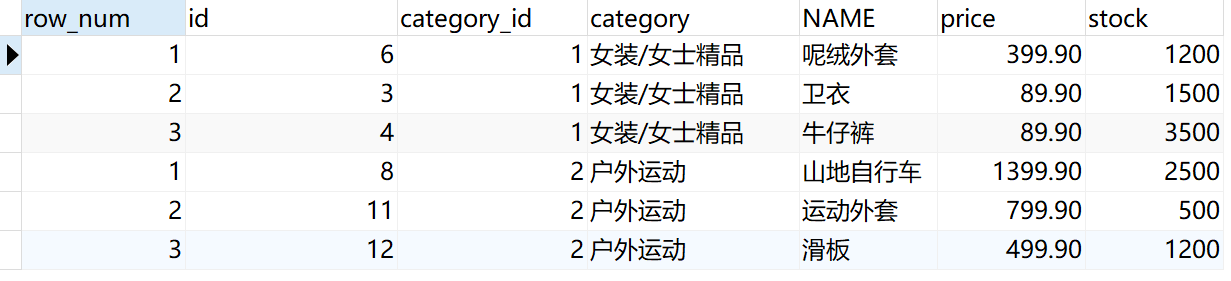 row_num id category_id category NAME price stock
1 6 1 女装/女士精品 呢绒外套 399.90 1200
2 3 1 女装/女士精品 卫衣 89.90 1500
3 4 1 女装/女士精品 牛仔裤 89.90 3500
1 8 2 户外运动 山地自行车 1399.90 2500
2 11 2 户外运动 运动外套 799.90 500
3 12 2 户外运动 滑板 499.90 1200